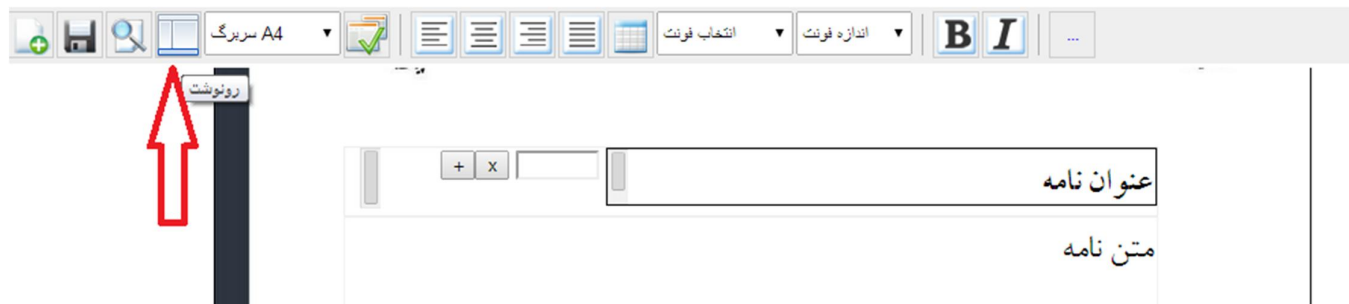 A4 سربرگ ▼ انتخاب فونت ▼ اندازه فونت ▼ B I ...
رونوشت
+ x
عنوان نامه
متن نامه